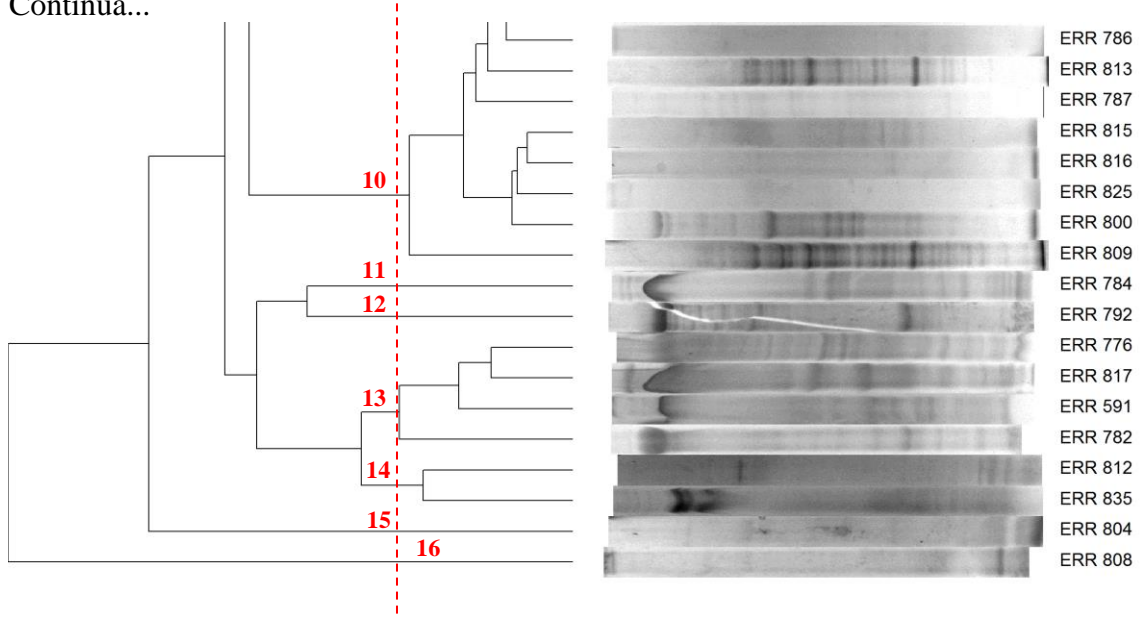 Continua...
ERR 786
ERR 813
ERR 787
ERR 815
ERR 816
10
ERR 825
ERR 800
ERR 809
11
ERR 784
12
ERR 792
ERR 776
ERR 817
13
ERR 591
ERR 782
14
ERR 812
ERR 835
15
ERR 804
16
ERR 808